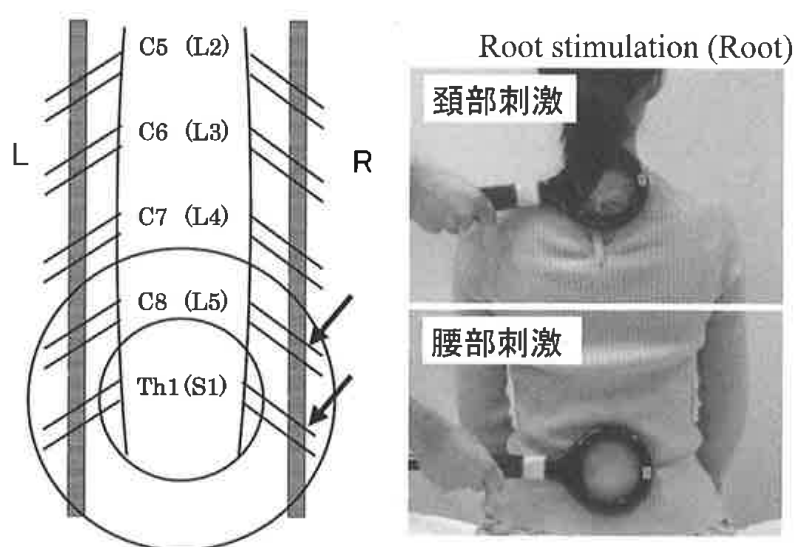 C5 (L2)
C6 (L3)
L
R
C7 (L4)
C8 (L5)
Th1(S1)
Root stimulation (Root)
頚部刺激
腰部刺激